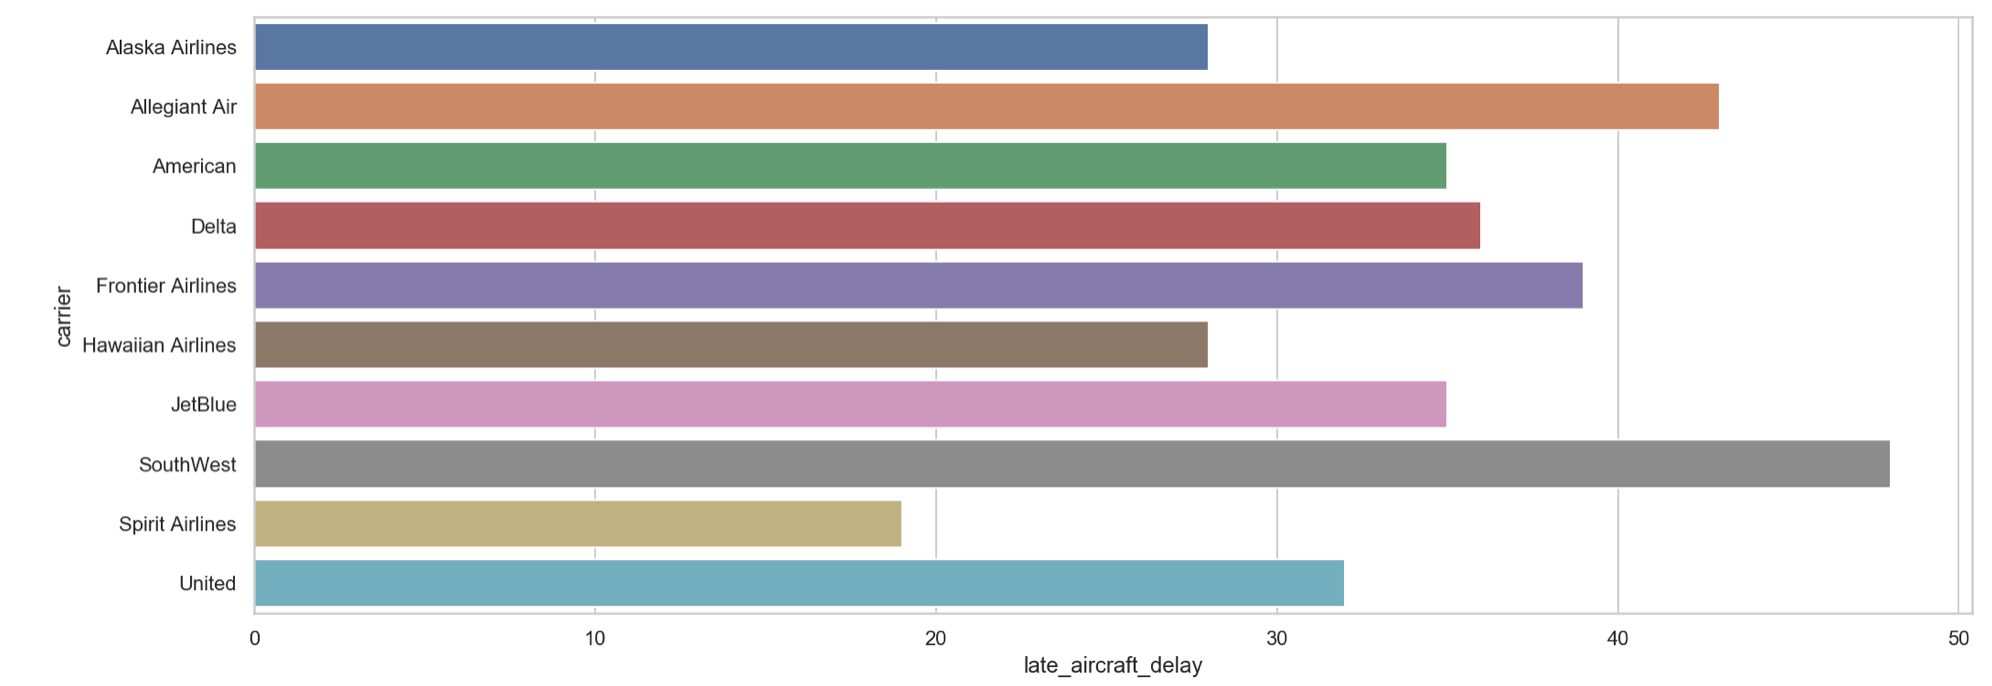 Alaska Airlines
Allegiant Air
American
Delta
Frontier Airlines
Hawaiian Airlines
JetBlue
SouthWest
Spirit Airlines
United
carrier
0 10 20 30 40 50
late_aircraft_delay